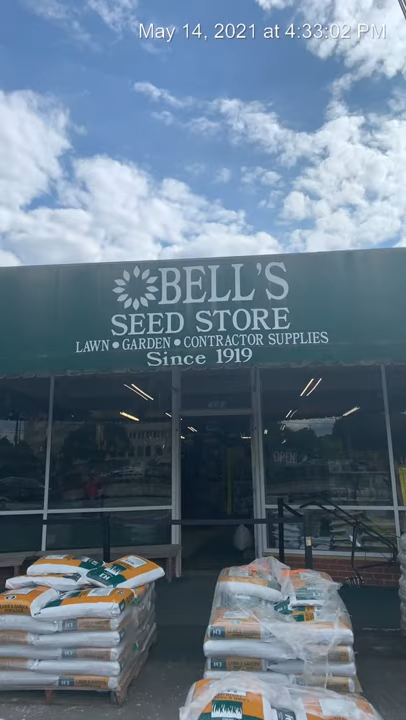 May 14, 2021 at 4:33:02 PM
BELL'S
SEED STORE
LAWN • GARDEN • CONTRACTOR SUPPLIES
Since 1919
OPEN